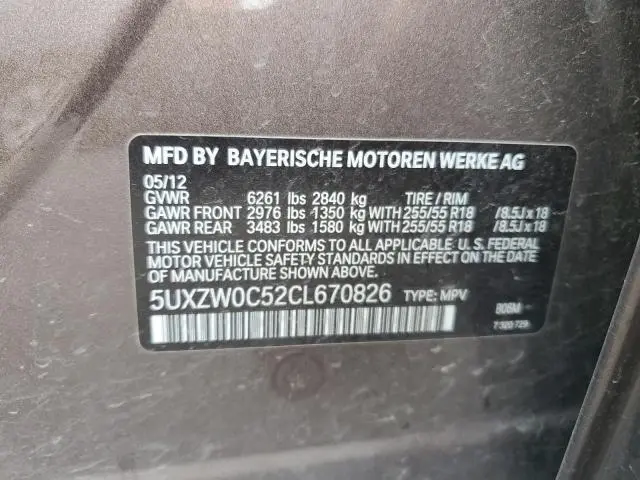 MFD BY BAYERISCHE MOTOREN WERKE AG
05/12
GVWR 6261 lbs 2840 kg TIRE / RIM
GAWR FRONT 2976 lbs 1350 kg WITH 255/55 R18 /8.5J x 18
GAWR REAR 3483 lbs 1580 kg WITH 255/55 R18 /8.5J x 18
THIS VEHICLE CONFORMS TO ALL APPLICABLE U. S. FEDERAL
MOTOR VEHICLE SAFETY STANDARDS IN EFFECT ON THE
DATE OF MANUFACTURE SHOWN ABOVE.
5UXZW0C52CL670826 TYPE: MPV